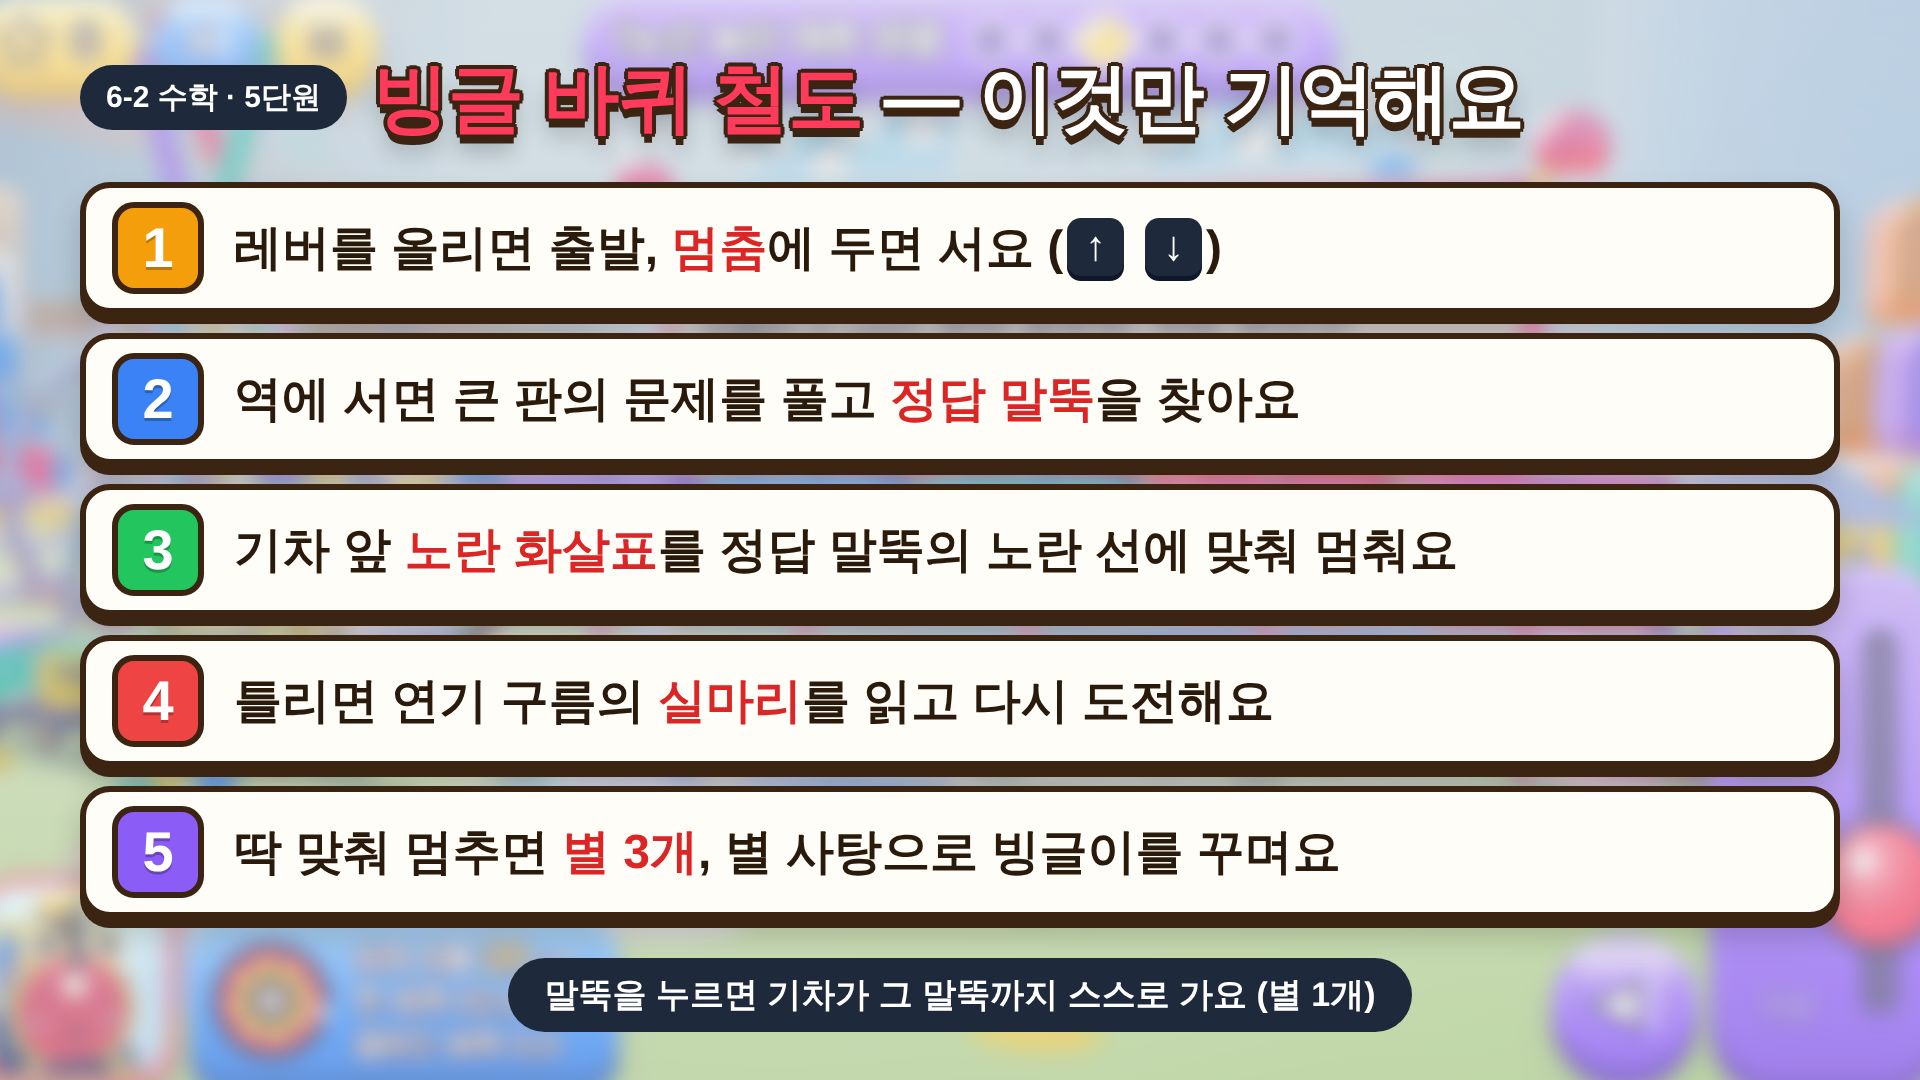 6-2 수학 · 5단원
빙글 바퀴 철도 — 이것만 기억해요
1 레버를 올리면 출발, 멈춤에 두면 서요 (↑ ↓)
2 역에 서면 큰 판의 문제를 풀고 정답 말뚝을 찾아요
3 기차 앞 노란 화살표를 정답 말뚝의 노란 선에 맞춰 멈춰요
4 틀리면 연기 구름의 실마리를 읽고 다시 도전해요
5 딱 맞춰 멈추면 별 3개, 별 사탕으로 빙글이를 꾸며요
말뚝을 누르면 기차가 그 말뚝까지 스스로 가요 (별 1개)